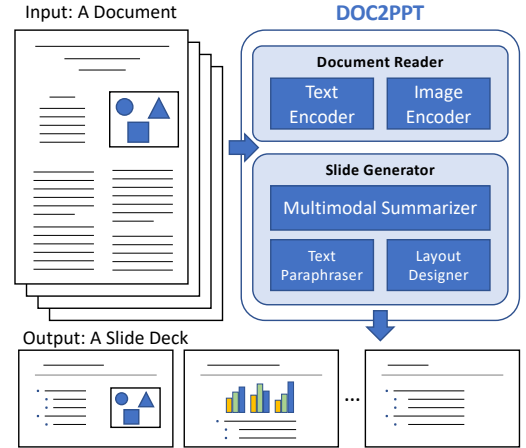 Input: A Document
DOC2PPT
Document Reader
Text
Encoder
Image
Encoder
Slide Generator
Multimodal Summarizer
Text
Paraphraser
Layout
Designer
Output: A Slide Deck
...